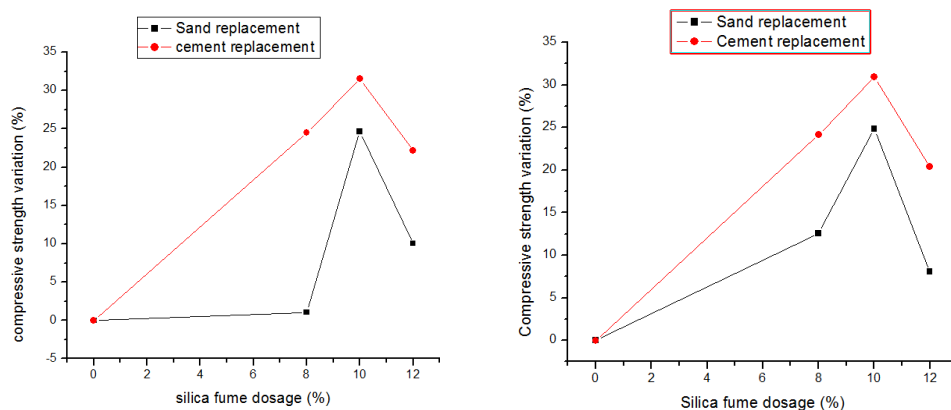 Sand replacement
cement replacement
35
30
25
20
15
10
5
0
-5
compressive strength variation (%)
0 2 4 6 8 10 12
silica fume dosage (%)
Sand replacement
Cement replacement
35
30
25
20
15
10
5
0
Compressive strength variation (%)
0 2 4 6 8 10 12
Silica fume dosage (%)